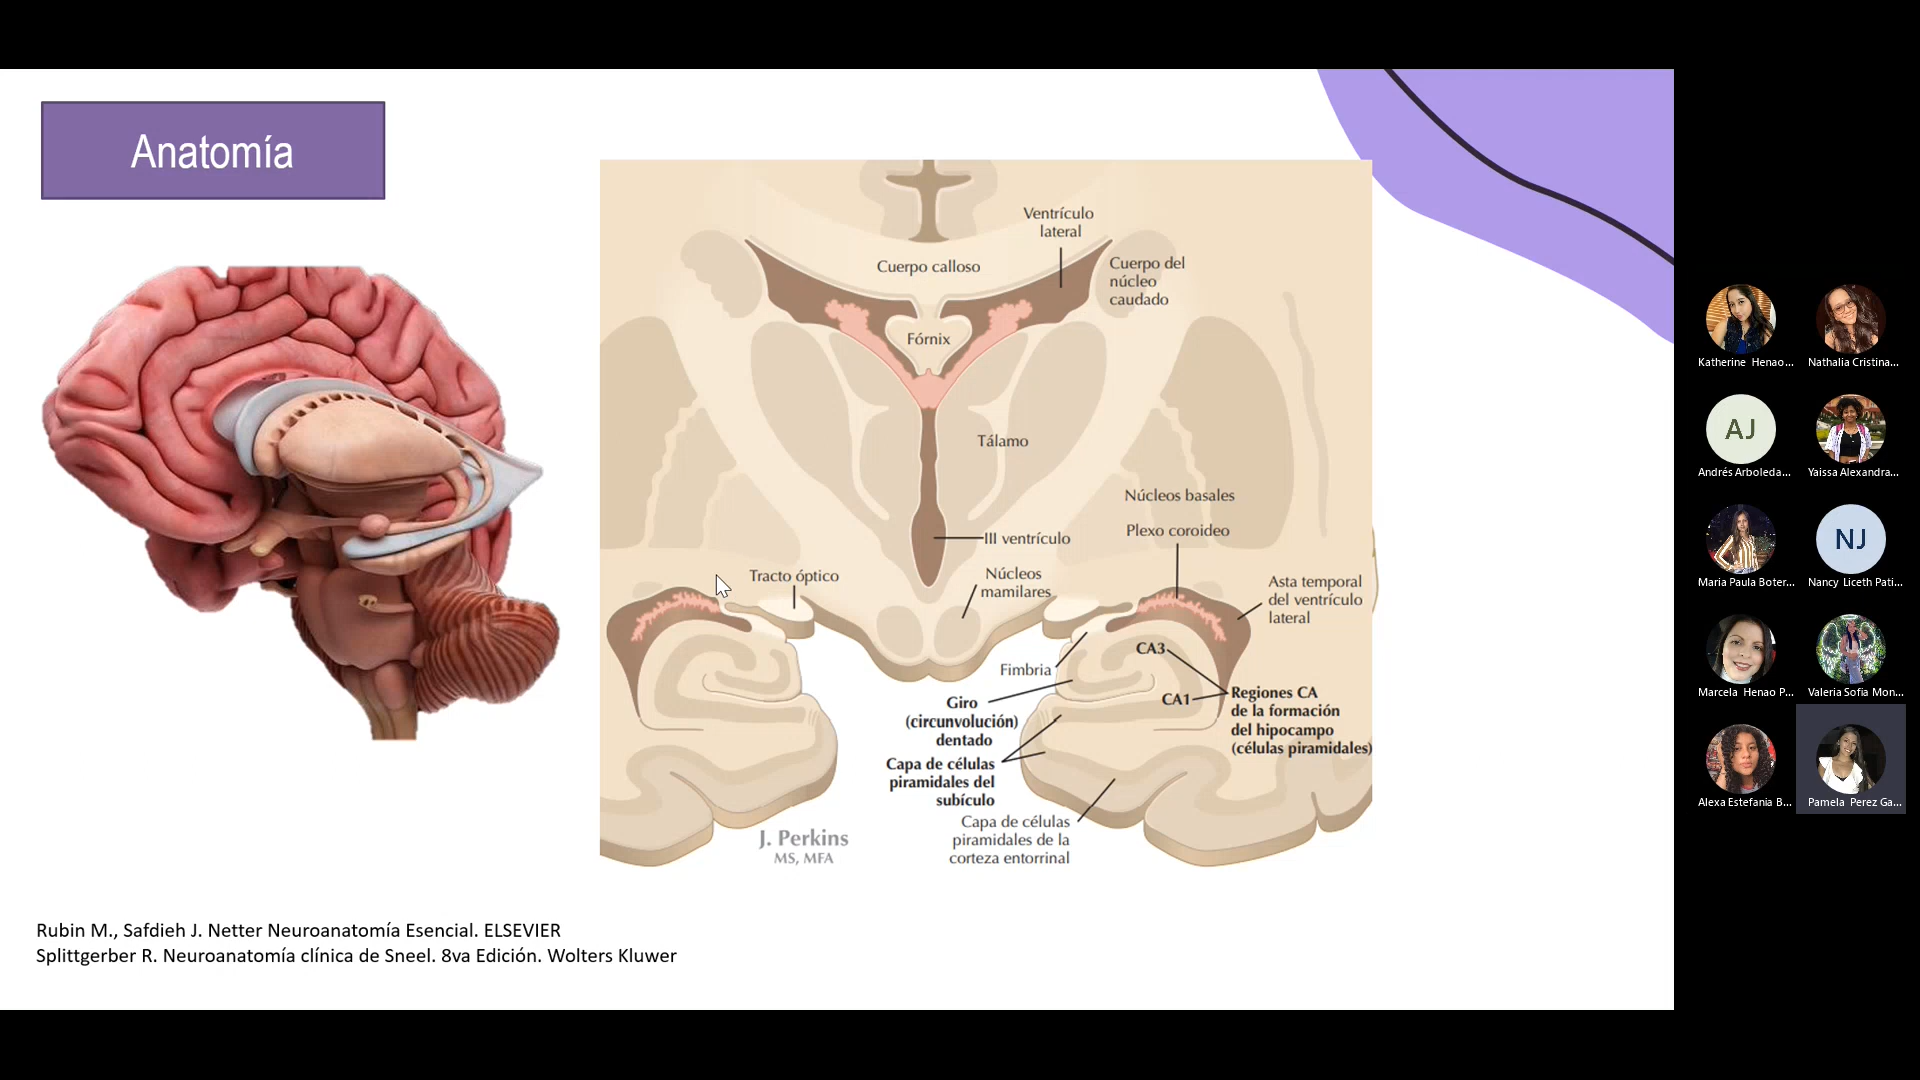 Anatomía
Ventrículo
lateral
Cuerpo calloso
Cuerpo del
núcleo
caudado
Fórnix
Tálamo
Núcleos basales
Plexo coroideo
III ventrículo
Tracto óptico
Núcleos
mamilares
Asta temporal
del ventrículo
lateral
CA3
Fimbria
CA1
Regiones CA
de la formación
del hipocampo
(células piramidales)
Giro
(circunvolución)
dentado
Capa de células
piramidales del
subículo
Capa de células
piramidales de la
corteza entorrinal
J. Perkins
MS, MFA
Rubin M., Safdieh J. Netter Neuroanatomía Esencial. ELSEVIER
Splittgerber R. Neuroanatomía clínica de Sneel. 8va Edición. Wolters Kluwer
Katherine Henao...
Nathalia Cristina...
AJ
Andrés Arboleda...
Yaissa Alexandra...
Maria Paula Boter...
NJ
Nancy Liceth Pati...
Marcela Henao P...
Valeria Sofia Mon...
Alexa Estefania B...
Pamela Perez Ga...